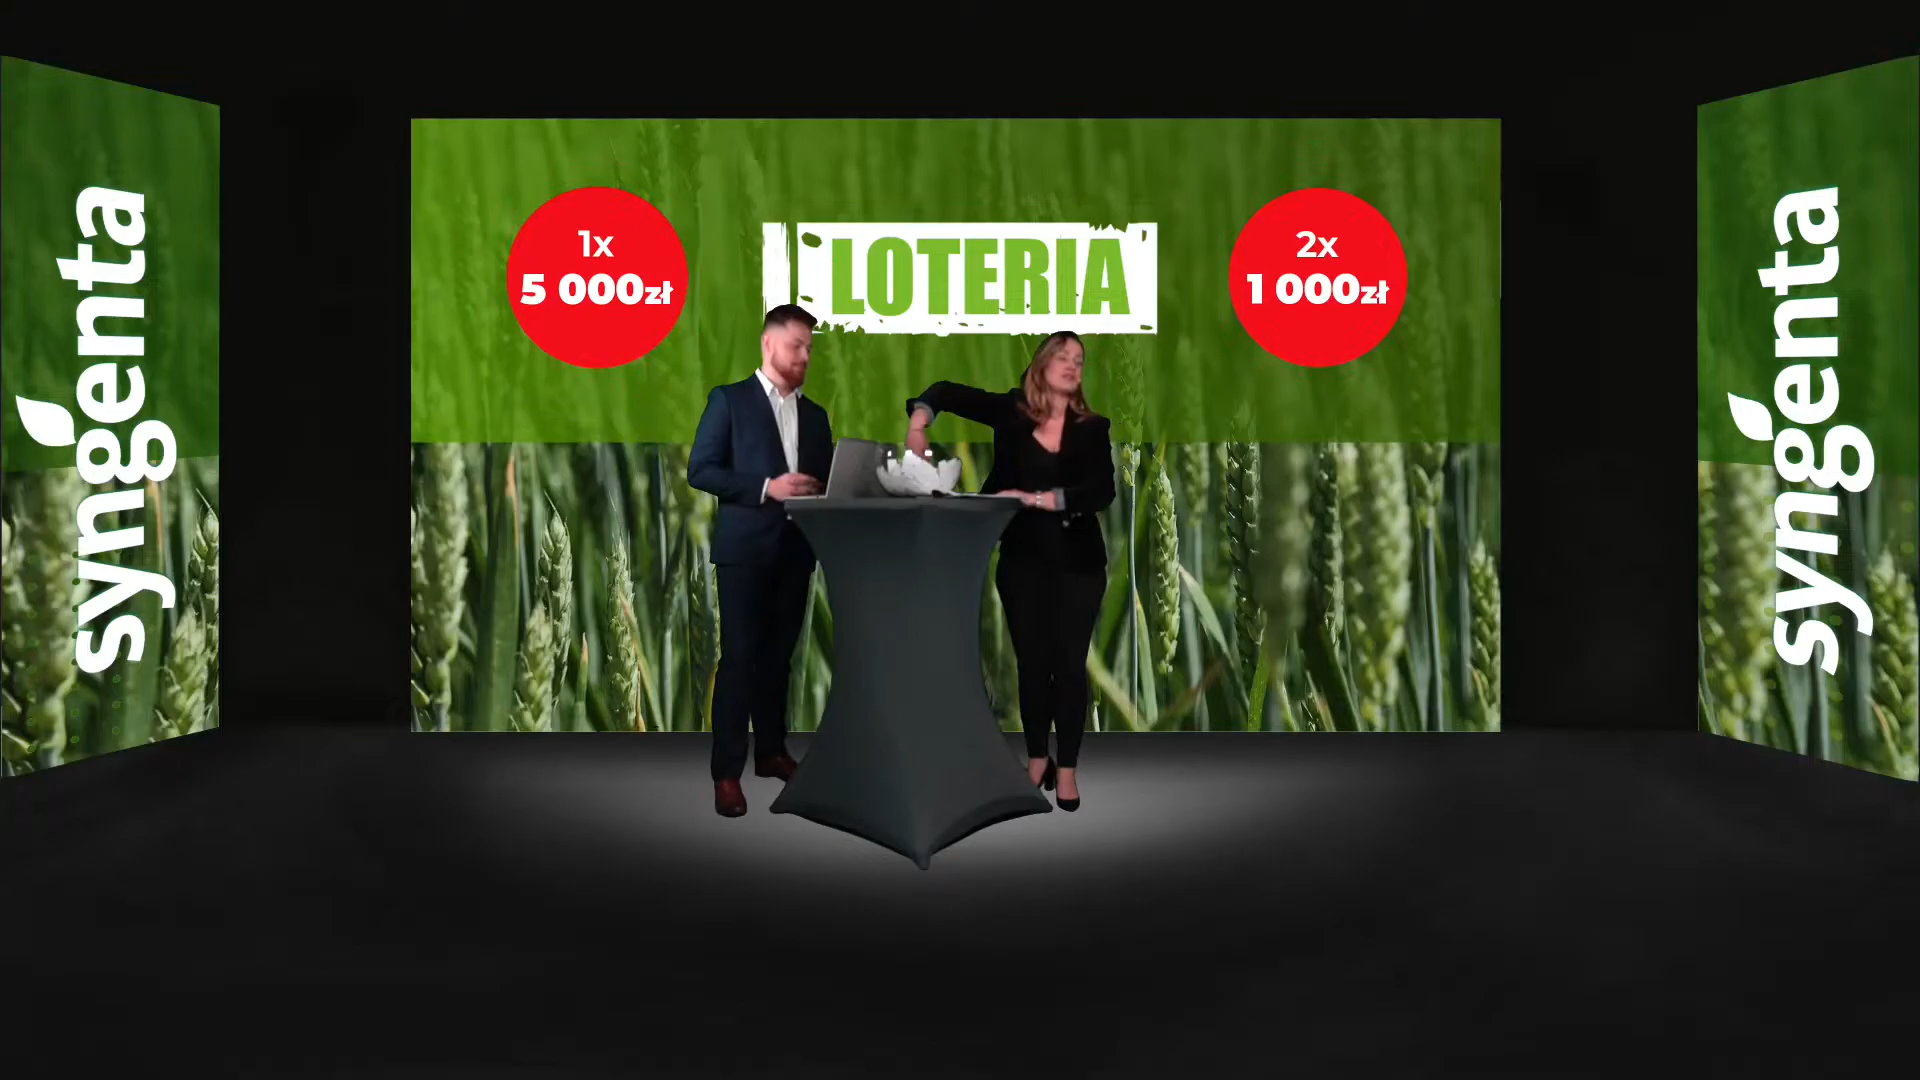 syngenta
1x
5 000zł
LOTERIA
2x
1 000zł
syngenta